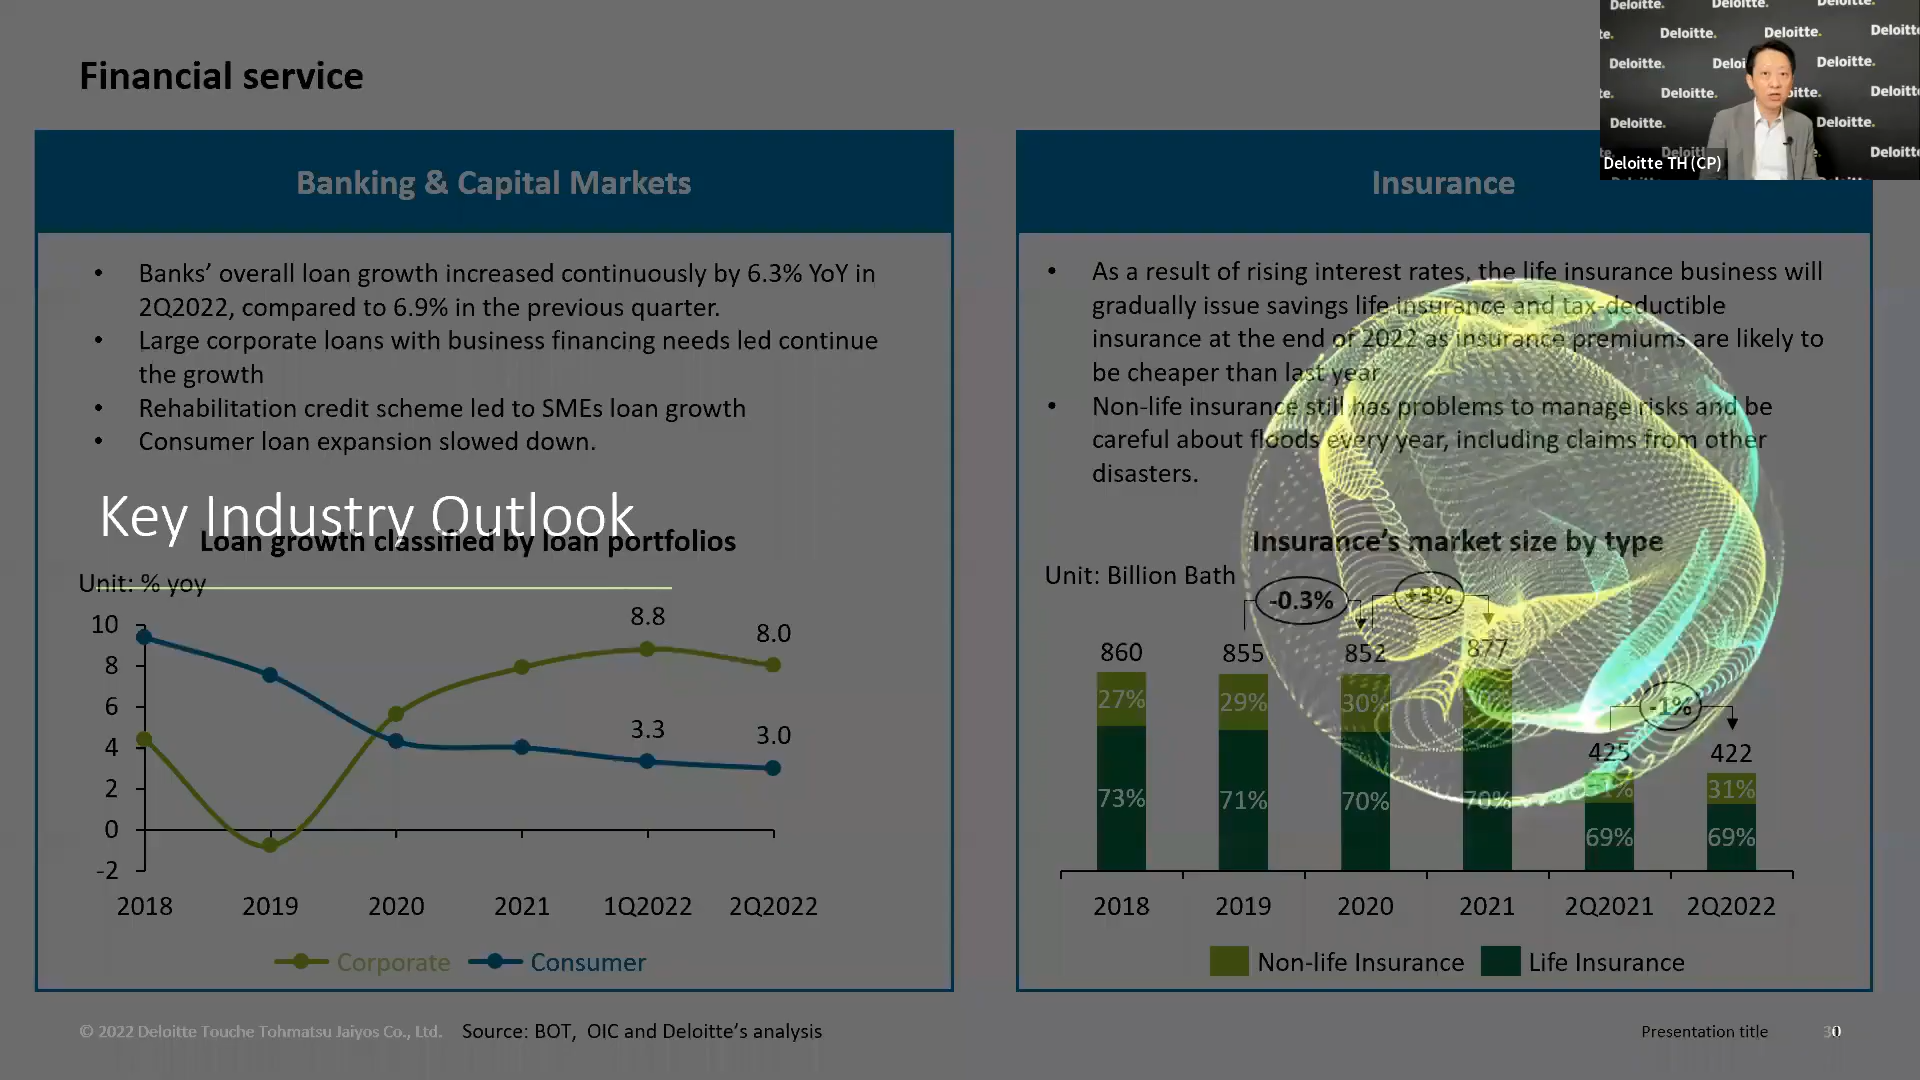 Financial service
Deloitte TH (CP)
Banking & Capital Markets
• Banks’ overall loan growth increased continuously by 6.3% YoY in
2Q2022, compared to 6.9% in the previous quarter.
• Large corporate loans with business financing needs led continue
the growth
• Rehabilitation credit scheme led to SMEs loan growth
• Consumer loan expansion slowed down.
Key Industry Outlook
Loan growth classified by loan portfolios
Unit: % yoy
10
8
6
4
2
0
-2
8.8
8.0
3.3
3.0
2018 2019 2020 2021 1Q2022 2Q2022
Corporate Consumer
Insurance
• As a result of rising interest rates, the life insurance business will
gradually issue savings life insurance and tax-deductible
insurance at the end of 2022 as insurance premiums are likely to
be cheaper than last year
• Non-life insurance still has problems to manage risks and be
careful about floods every year, including claims from other
disasters.
Insurance’s market size by type
Unit: Billion Bath
-0.3% +3% -1%
860 855 852 877 425 422
27% 29% 30% 31%
73% 71% 70% 70% 69% 69%
2018 2019 2020 2021 2Q2021 2Q2022
Non-life Insurance Life Insurance
© 2022 Deloitte Touche Tohmatsu Jaiyos Co., Ltd. Source: BOT, OIC and Deloitte’s analysis
Presentation title